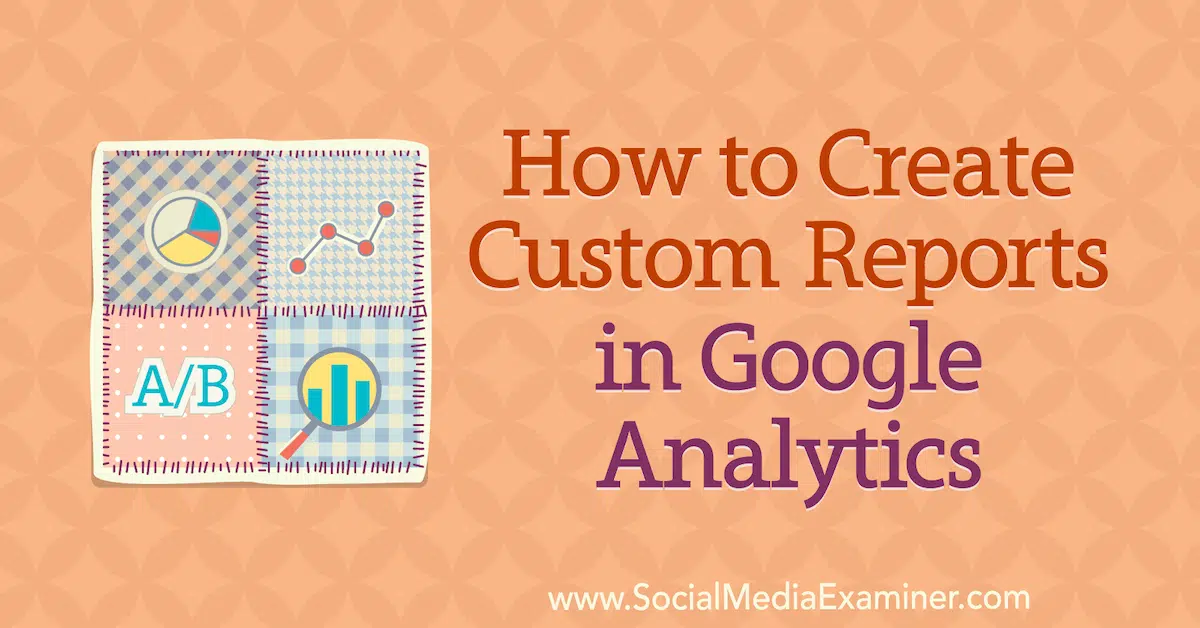 A/B
How to Create
Custom Reports
in Google
Analytics
www.SocialMediaExaminer.com